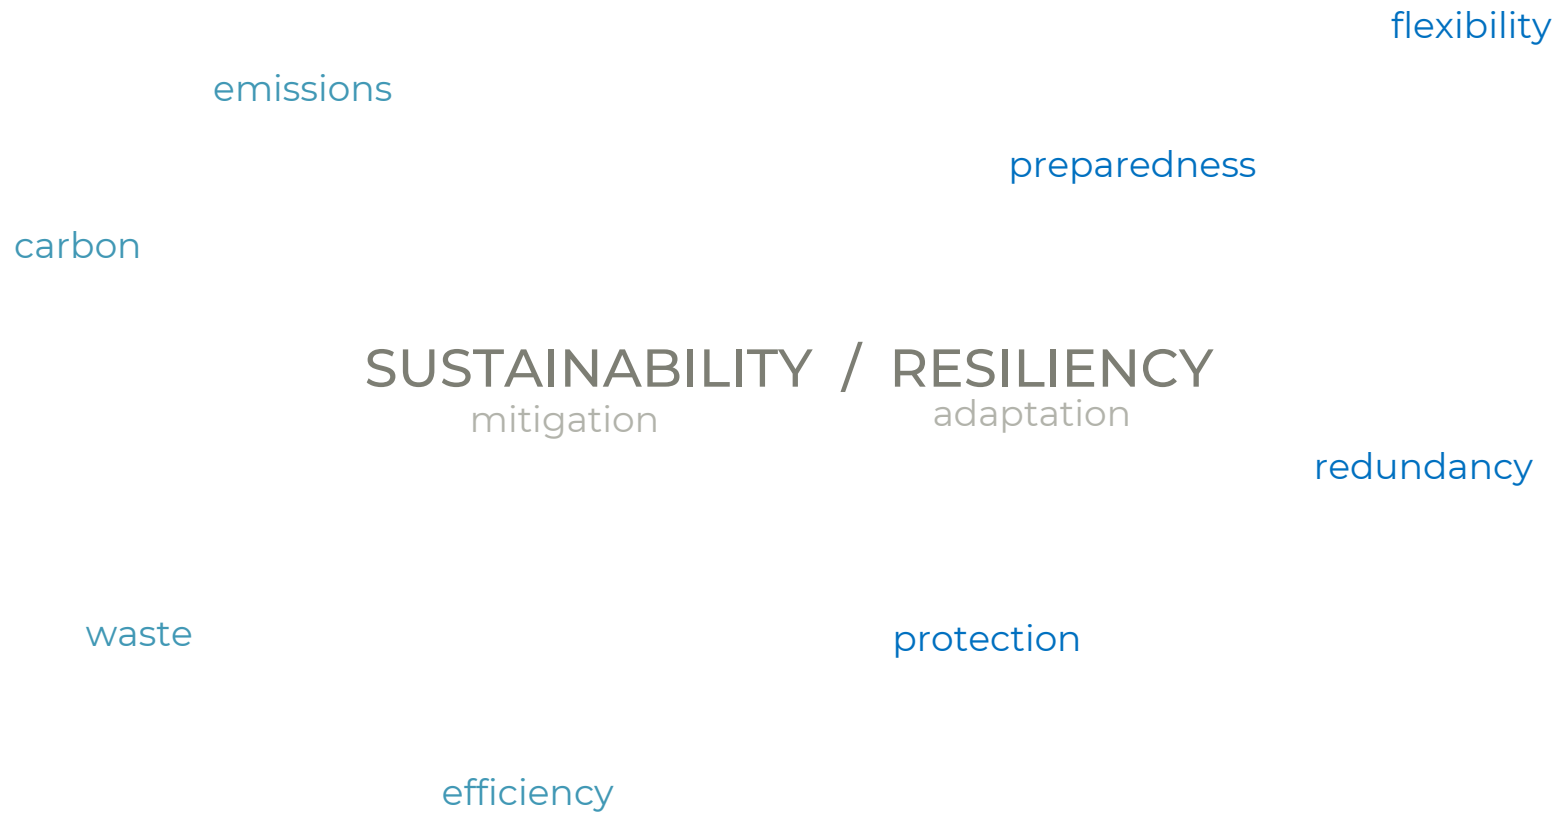 flexibility
emissions
preparedness
carbon
SUSTAINABILITY / RESILIENCY
mitigation
adaptation
redundancy
waste
protection
efficiency